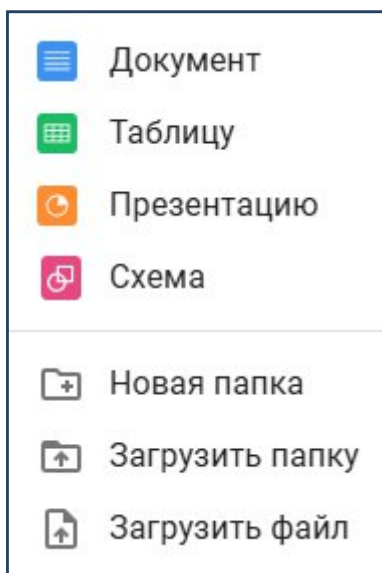 Документ
Таблицу
Презентацию
Схема
Новая папка
Загрузить папку
Загрузить файл